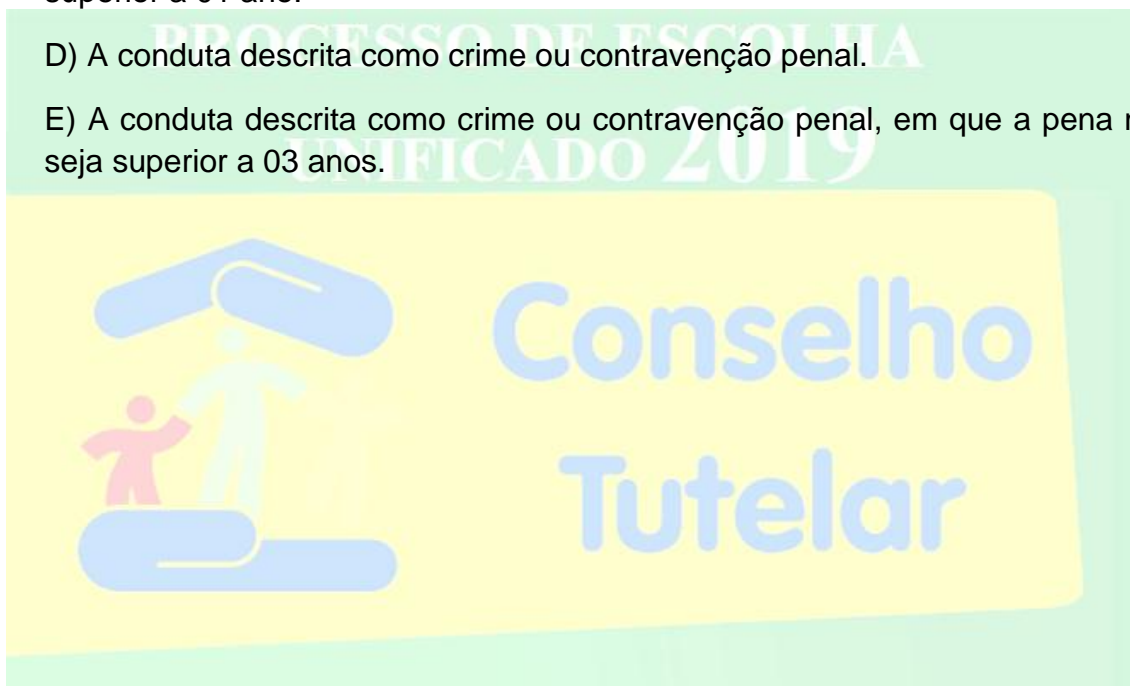 D) A conduta descrita como crime ou contravenção penal.
PROCESSO DE ESCOLHA
E) A conduta descrita como crime ou contravenção penal, em que a pena
seja superior a 03 anos.
UNIFICADO 2019
Conselho
Tutelar